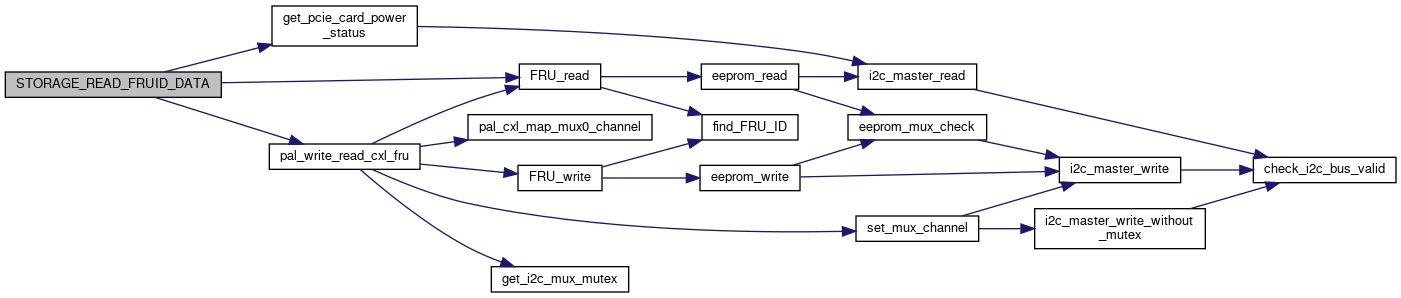 get_pcie_card_power
_status
STORAGE_READ_FRUID_DATA
FRU_read
eeprom_read
i2c_master_read
pal_cxl_map_mux0_channel
find_FRU_ID
eeprom_mux_check
pal_write_read_cxl_fru
FRU_write
eeprom_write
i2c_master_write
check_i2c_bus_valid
set_mux_channel
i2c_master_write_without
_mutex
get_i2c_mux_mutex